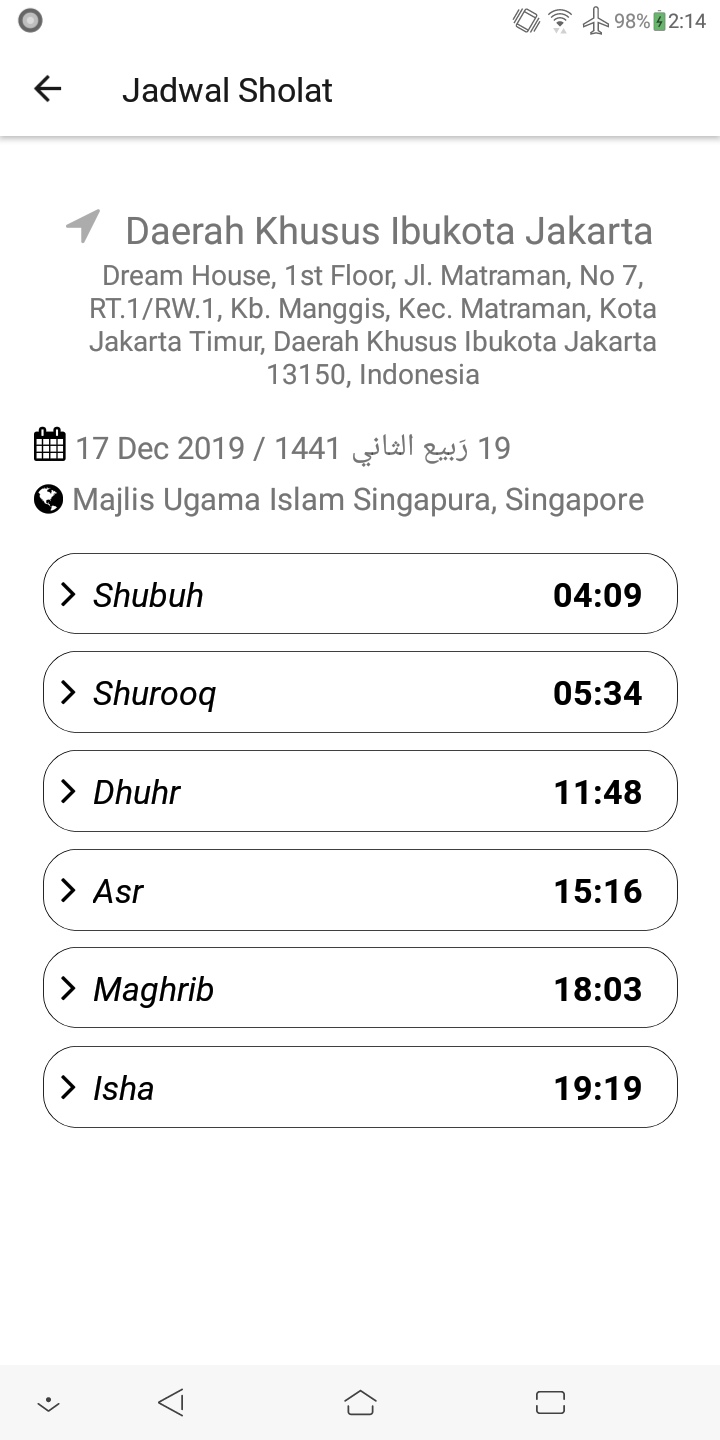 98% 2:14
Jadwal Sholat
Daerah Khusus Ibukota Jakarta
Dream House, 1st Floor, Jl. Matraman, No 7,
RT.1/RW.1, Kb. Manggis, Kec. Matraman, Kota
Jakarta Timur, Daerah Khusus Ibukota Jakarta
13150, Indonesia
17 Dec 2019 / 1441 رَبيع الثاني 19
Majlis Ugama Islam Singapura, Singapore
Shubuh 04:09
Shurooq 05:34
Dhuhr 11:48
Asr 15:16
Maghrib 18:03
Isha 19:19